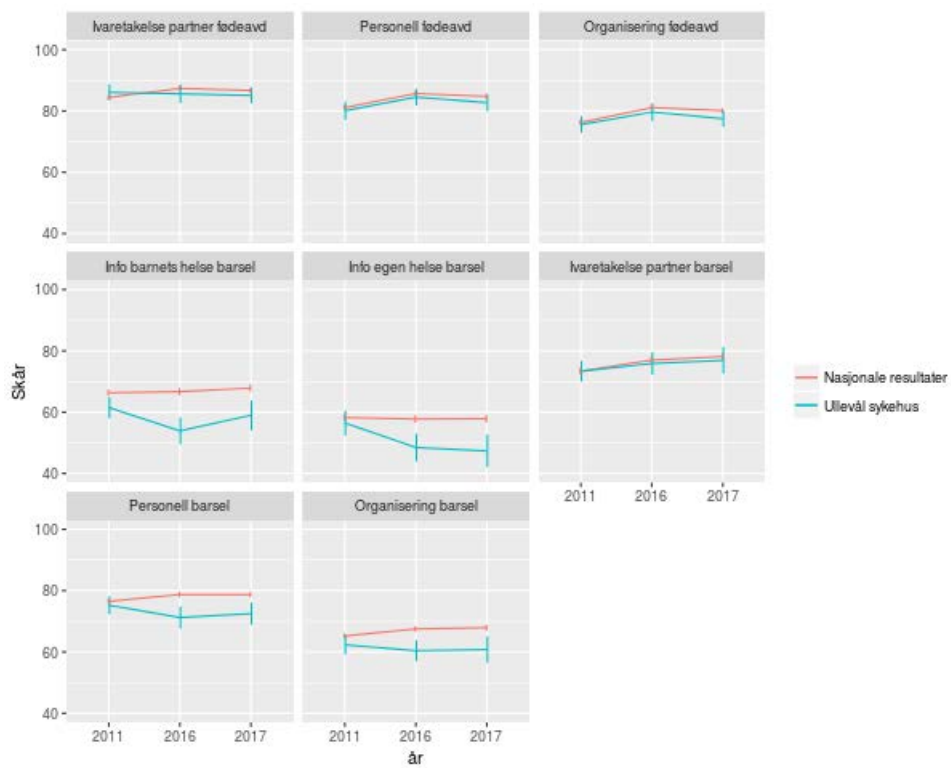 Ivaretakelse partner fødeavd
Personell fødeavd
Organisering fødeavd
100
80
60
40
Info barnets helse barsel
Info egen helse barsel
Ivaretakelse partner barsel
100
80
60
40
Skår
Nasjonale resultater
Ullevål sykehus
2011 2016 2017
Personell barsel
Organisering barsel
100
80
60
40
2011 2016 2017
2011 2016 2017
år